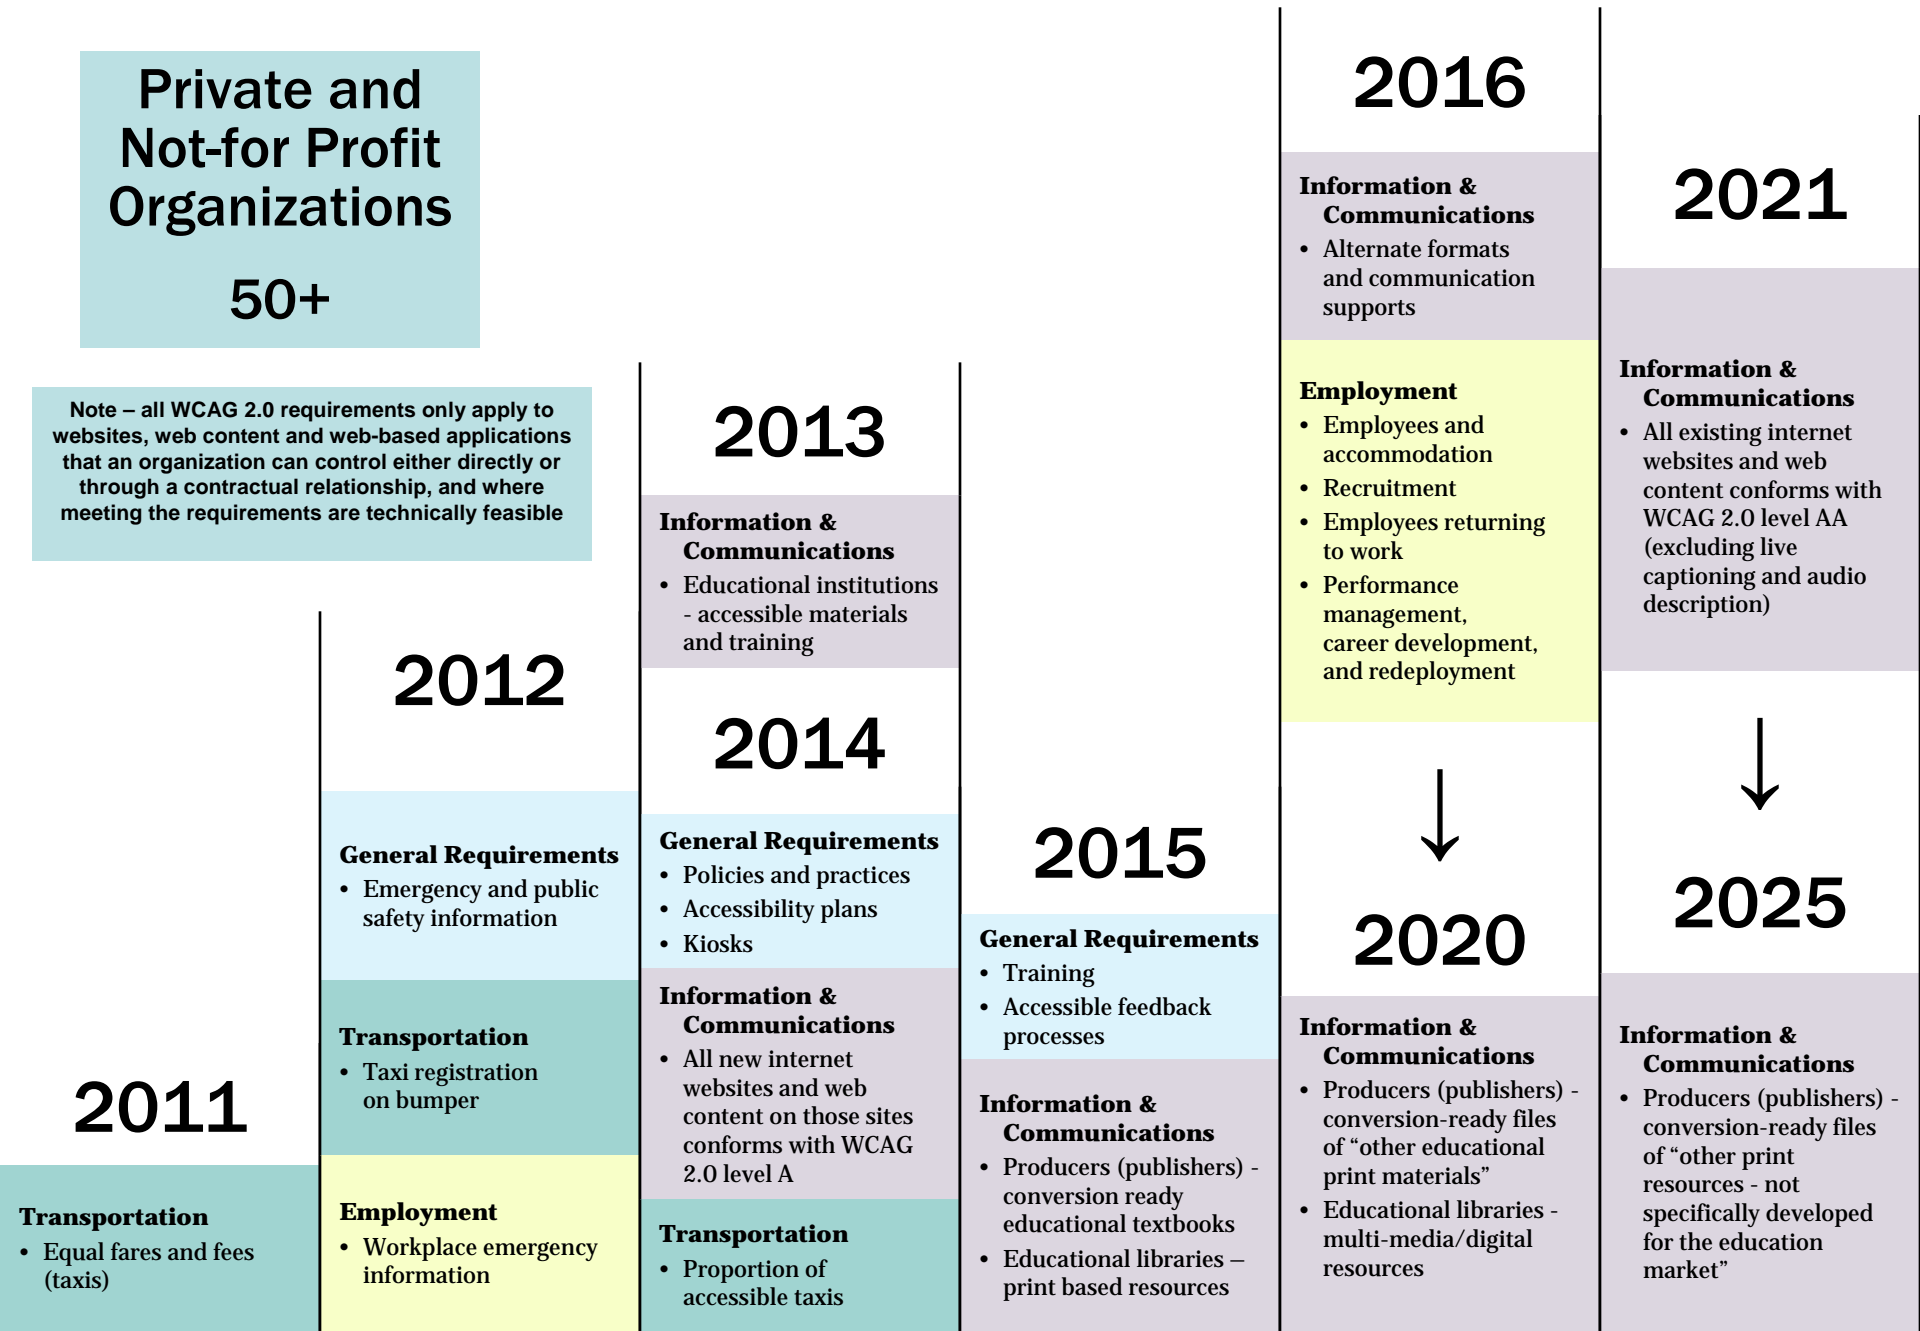 Private and
Not-for Profit
Organizations
50+
Note – all WCAG 2.0 requirements only apply to
websites, web content and web-based applications
that an organization can control either directly or
through a contractual relationship, and where
meeting the requirements are technically feasible
2011
Transportation
• Equal fares and fees
(taxis)
2012
General Requirements
• Emergency and public
safety information
Transportation
• Taxi registration
on bumper
Employment
• Workplace emergency
information
2013
Information &
Communications
• Educational institutions
- accessible materials
and training
2014
General Requirements
• Policies and practices
• Accessibility plans
• Kiosks
Information &
Communications
• All new internet
websites and web
content on those sites
conforms with WCAG
2.0 level A
Transportation
• Proportion of
accessible taxis
2015
General Requirements
• Training
• Accessible feedback
processes
Information &
Communications
• Producers (publishers) -
conversion ready
educational textbooks
• Educational libraries –
print based resources
2016
Information &
Communications
• Alternate formats
and communication
supports
Employment
• Employees and
accommodation
• Recruitment
• Employees returning
to work
• Performance
management,
career development,
and redeployment
2020
Information &
Communications
• Producers (publishers) -
conversion-ready files
of “other educational
print materials”
• Educational libraries -
multi-media/digital
resources
2021
Information &
Communications
• All existing internet
websites and web
content conforms with
WCAG 2.0 level AA
(excluding live
captioning and audio
description)
2025
Information &
Communications
• Producers (publishers) -
conversion-ready files
of “other print
resources - not
specifically developed
for the education
market”